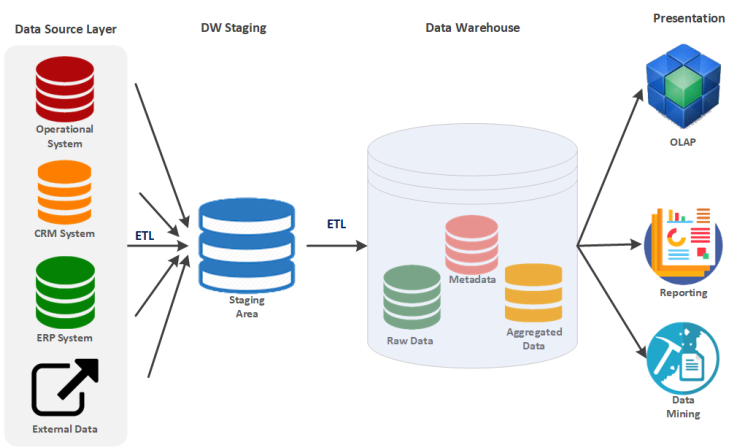 Data Source Layer
DW Staging
Data Warehouse
Presentation
Operational
System
CRM System
ERP System
External Data
ETL
Staging
Area
ETL
Metadata
Raw Data
Aggregated
Data
OLAP
Reporting
Data
Mining